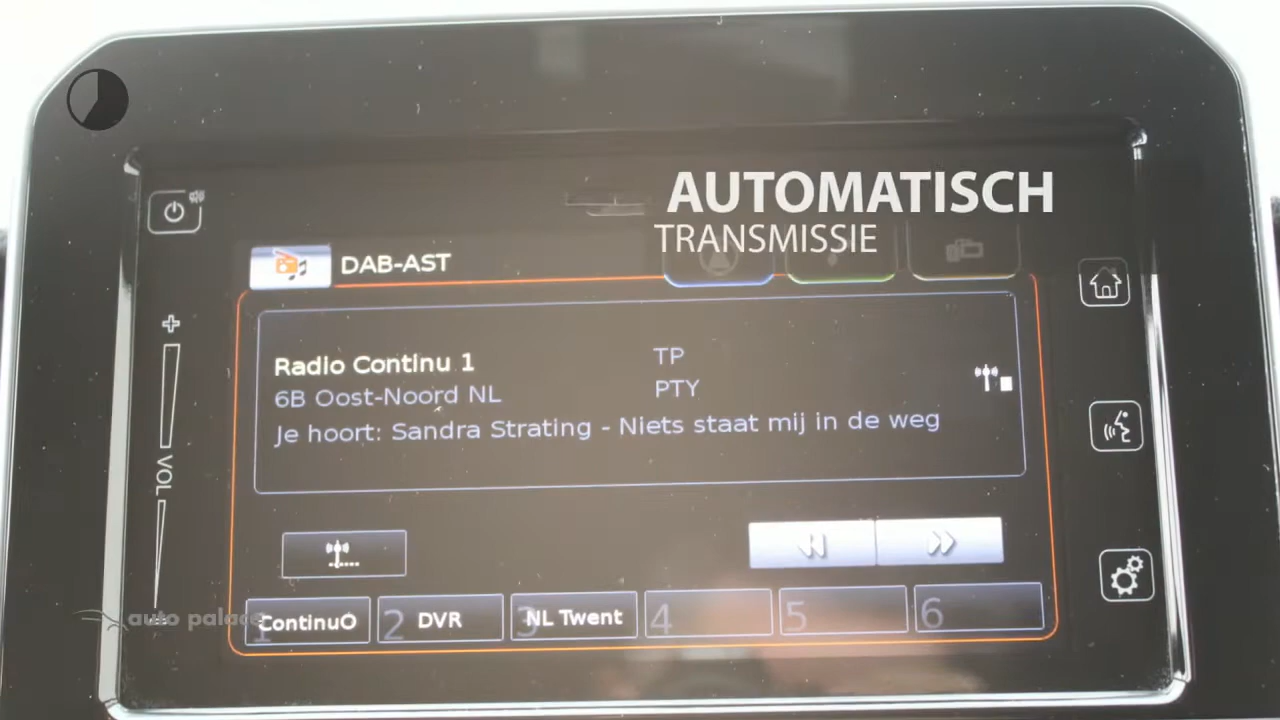 AUTOMATISCH
TRANSMISSIE
DAB-AST
Radio Continu 1
TP
6B Oost-Noord NL
PTY
Je hoort: Sandra Strating - Niets staat mij in de weg
VOL
1 ContinuO
2 DVR
3 NL Twent
4
5
6
auto palace